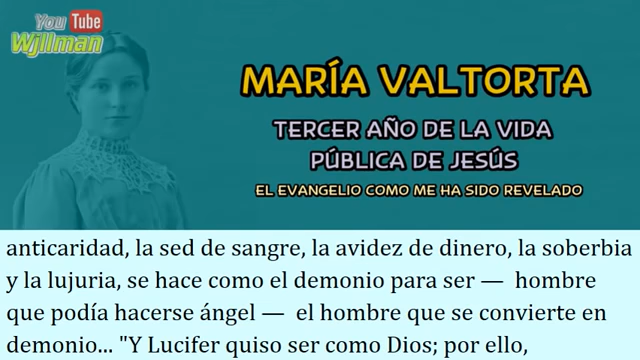 You Tube
Wjllman
MARÍA VALTORTA
TERCER AÑO DE LA VIDA
PÚBLICA DE JESÚS
EL EVANGELIO COMO ME HA SIDO REVELADO
anticaridad, la sed de sangre, la avidez de dinero, la soberbia
y la lujuria, se hace como el demonio para ser — hombre
que podía hacerse ángel — el hombre que se convierte en
demonio... "Y Lucifer quiso ser como Dios; por ello,